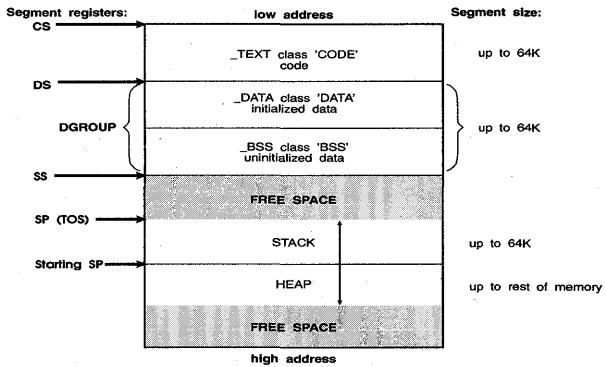 Segment registers:
low address
Segment size:
CS
_TEXT class 'CODE'
code
up to 64K
DS
_DATA class 'DATA'
initialized data
DGROUP
up to 64K
_BSS class 'BSS'
uninitialized data
SS
FREE SPACE
SP (TOS)
STACK
up to 64K
Starting SP
HEAP
up to rest of memory
FREE SPACE
high address